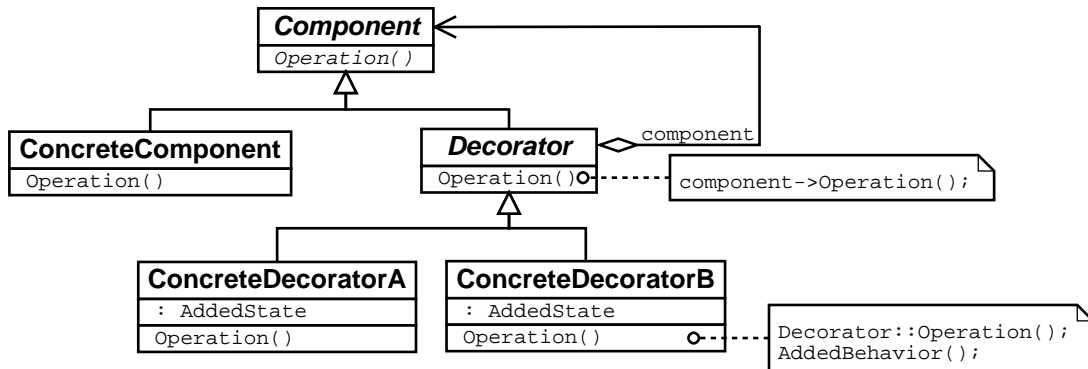 Component
Operation()
ConcreteComponent
Operation()
Decorator
Operation()
component
component->Operation();
ConcreteDecoratorA
: AddedState
Operation()
ConcreteDecoratorB
: AddedState
Operation()
Decorator::Operation();
AddedBehavior();